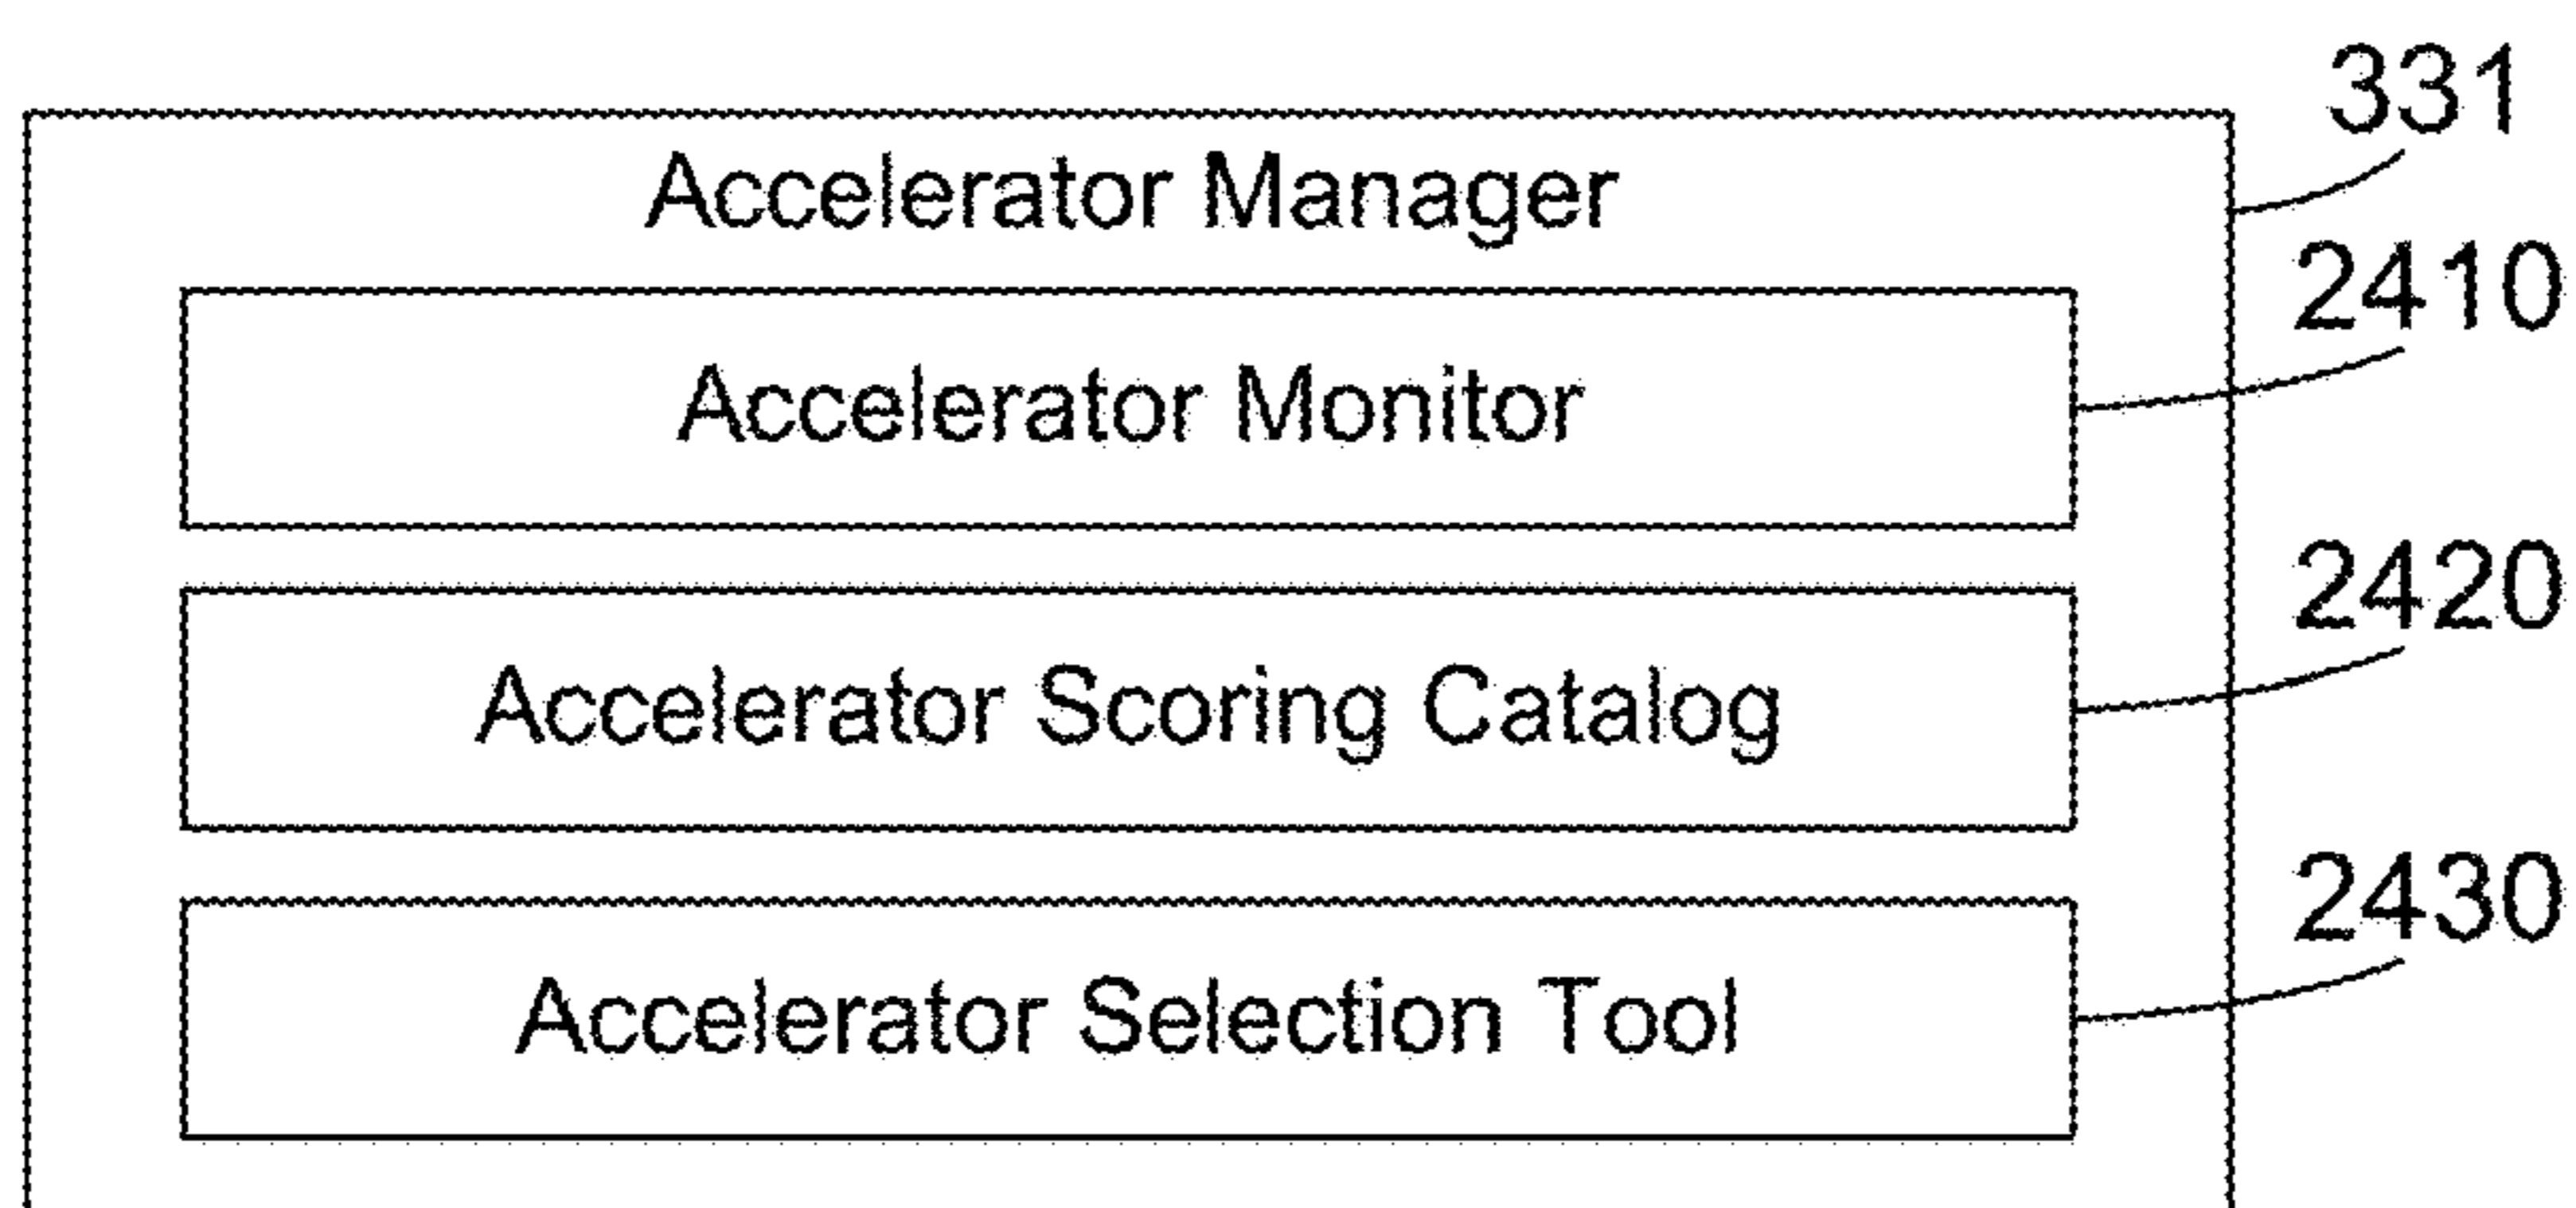 331
Accelerator Manager
2410
Accelerator Monitor
2420
Accelerator Scoring Catalog
2430
Accelerator Selection Tool